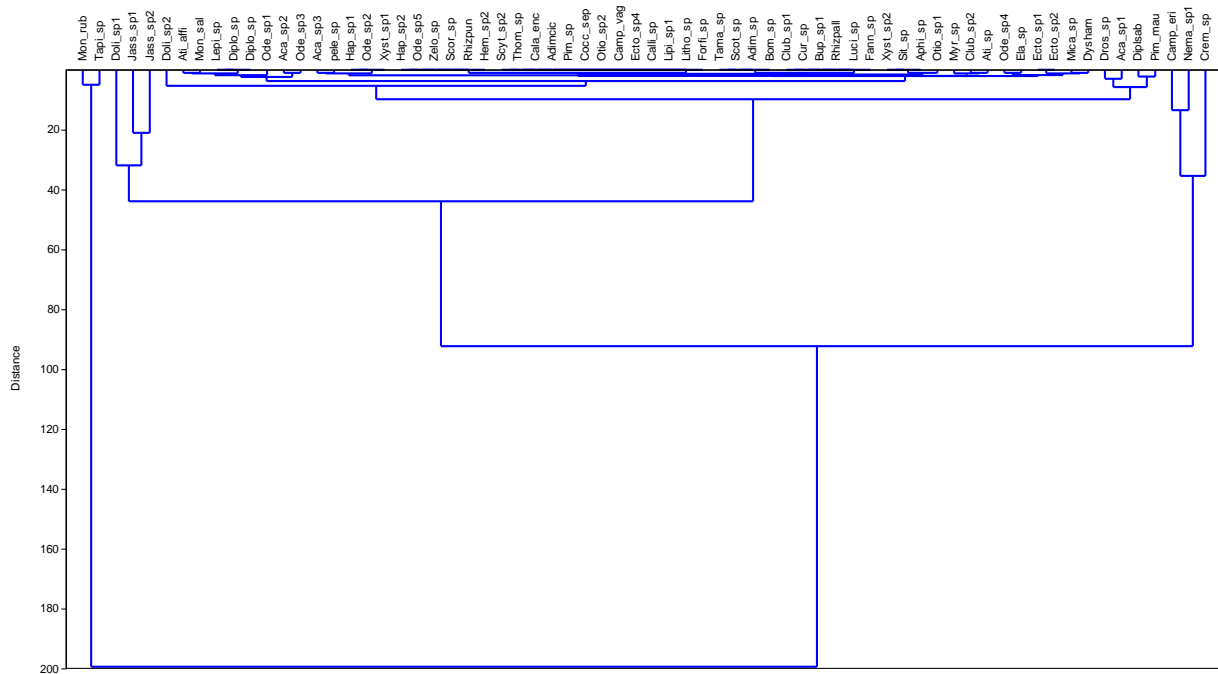 Mon_rub
Tapi_sp
Doli_sp1
Jass_sp1
Jass_sp2
Doli_sp2
Ati_affi
Mon_sal
Lepi_sp
Diplo_sp
Diplo_sp
Ode_sp1
Aca_sp2
Ode_sp3
Aca_sp3
pele_sp
Hap_sp1
Ode_sp2
Xyst_sp1
Hap_sp2
Ode_sp5
Zelo_sp
Scor_sp
Rhizpun
Hem_sp2
Scyt_sp2
Thom_sp
Cala_enc
Adimcic
Pim_sp
Cocc_sep
Otio_sp2
Camp_vag
Ecto_sp4
Calli_sp
Lipi_sp1
Litho_sp
Forfi_sp
Tama_sp
Scot_sp
Adim_sp
Bom_sp
Club_sp1
Cur_sp
Bup_sp1
Rhizpall
Luci_sp
Fann_sp
Xyst_sp2
Sit_sp
Aphi_sp
Otio_sp1
Myr_sp
Club_sp2
Ati_sp
Ode_sp4
Ela_sp
Ecto_sp1
Ecto_sp2
Mica_sp
Dysham
Dros_sp
Aca_sp1
Diplsab
Pim_mau
Camp_eri
Nema_sp1
Crem_sp
20
40
60
80
100
120
140
160
180
200
Distance